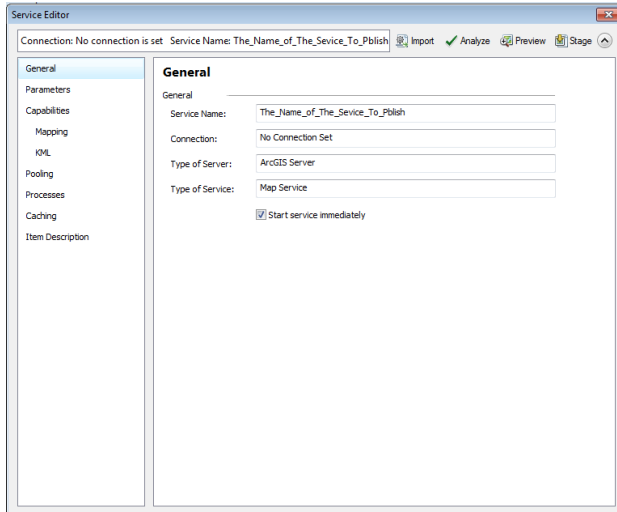 Service Editor
Connection: No connection is set Service Name: The_Name_of_The_Sevice_To_Pblish Import Analyze Preview Stage
General
Parameters
Capabilities
Mapping
KML
Pooling
Processes
Caching
Item Description
General
General
Service Name: The_Name_of_The_Sevice_To_Pblish
Connection: No Connection Set
Type of Server: ArcGIS Server
Type of Service: Map Service
Start service immediately